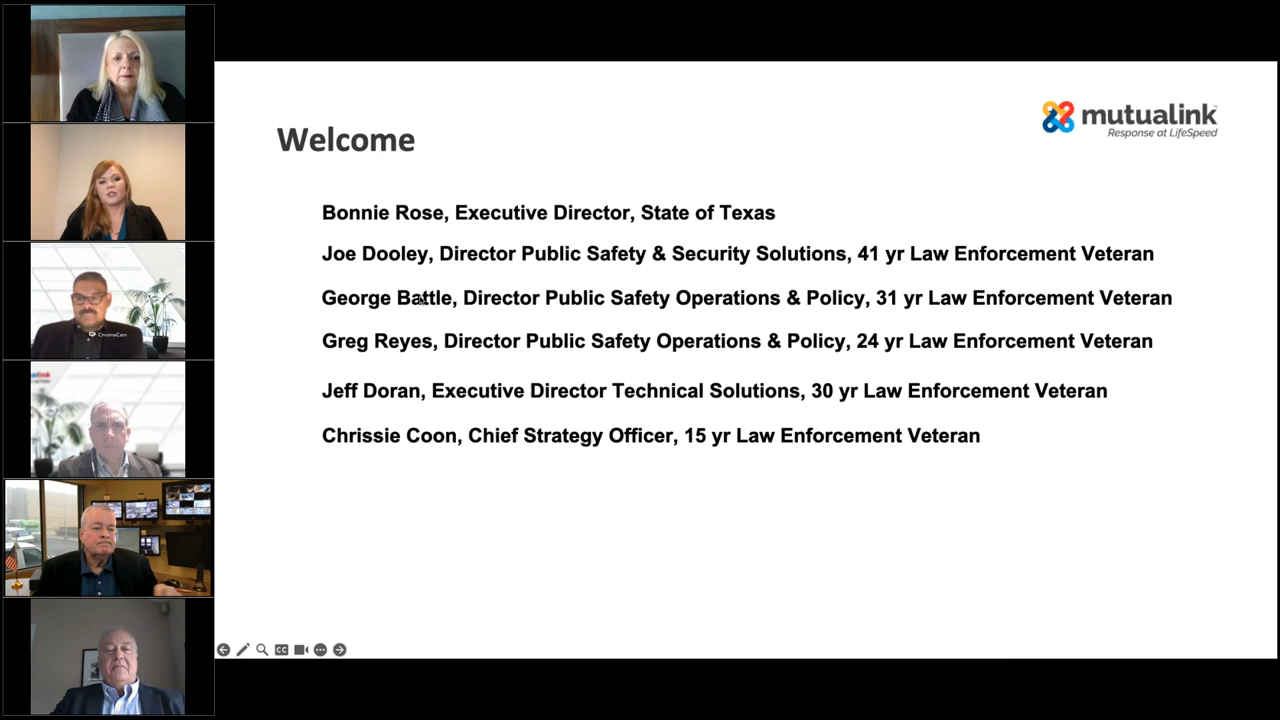 Welcome
mutualink
Response at LifeSpeed
Bonnie Rose, Executive Director, State of Texas
Joe Dooley, Director Public Safety & Security Solutions, 41 yr Law Enforcement Veteran
George Battle, Director Public Safety Operations & Policy, 31 yr Law Enforcement Veteran
Greg Reyes, Director Public Safety Operations & Policy, 24 yr Law Enforcement Veteran
Jeff Doran, Executive Director Technical Solutions, 30 yr Law Enforcement Veteran
Chrissie Coon, Chief Strategy Officer, 15 yr Law Enforcement Veteran
ChromaCam
ualink
CC